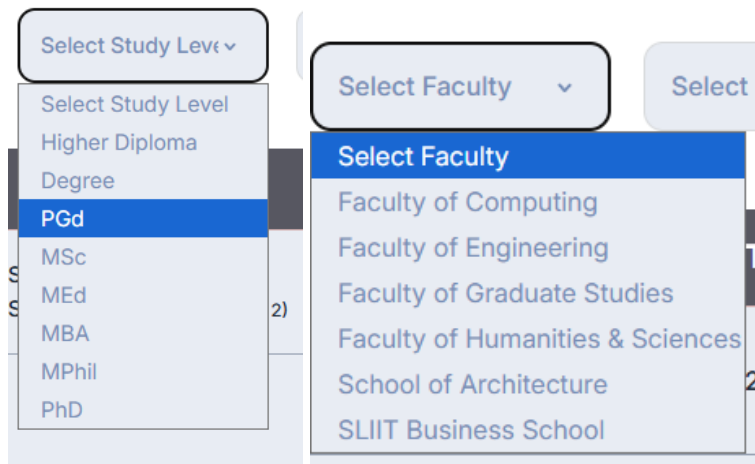 Select Study Leve
Select Study Level
Higher Diploma
Degree
PGd
MSc
MEd
MBA
MPhil
PhD
2)
Select Faculty
Select
Select Faculty
Faculty of Computing
Faculty of Engineering
Faculty of Graduate Studies
Faculty of Humanities & Sciences
School of Architecture
SLIIT Business School